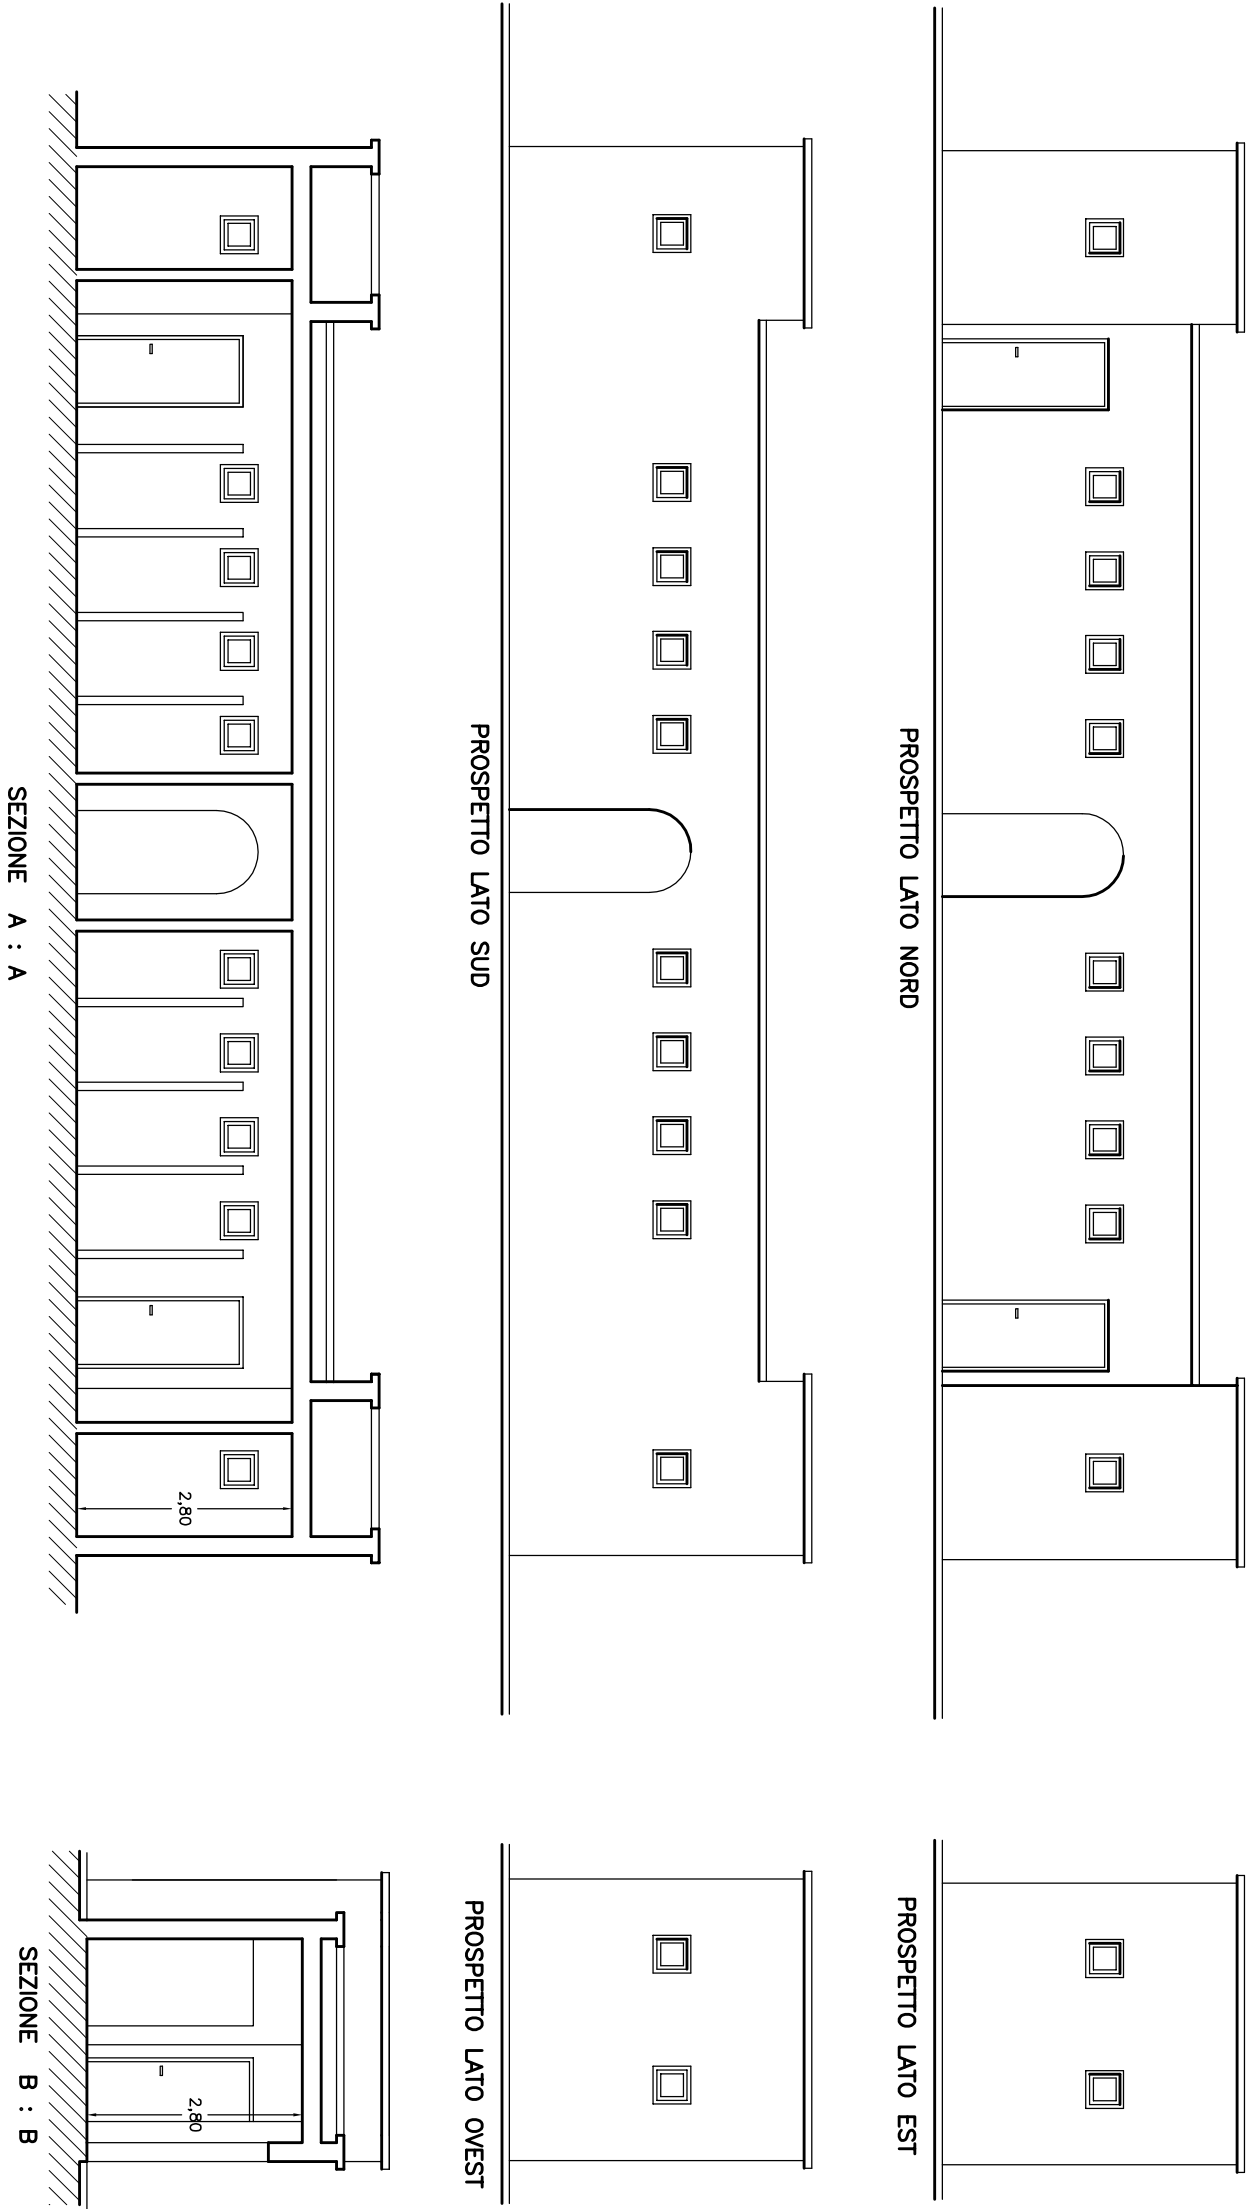 PROSPETTO LATO NORD
PROSPETTO LATO EST
PROSPETTO LATO SUD
PROSPETTO LATO OVEST
2,80
SEZIONE A : A
2,80
SEZIONE B : B